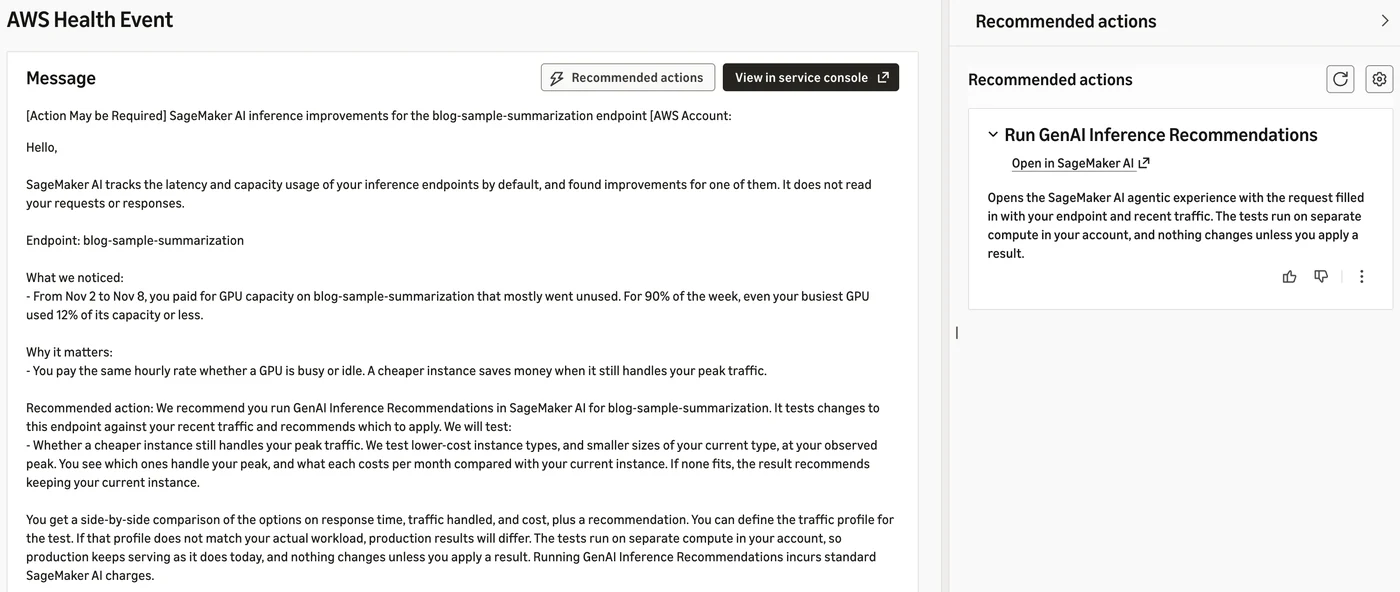 AWS Health Event
Message
Recommended actions
View in service console
[Action May be Required] SageMaker AI inference improvements for the blog-sample-summarization endpoint [AWS Account:
Hello,
SageMaker AI tracks the latency and capacity usage of your inference endpoints by default, and found improvements for one of them. It does not read
your requests or responses.
Endpoint: blog-sample-summarization
What we noticed:
- From Nov 2 to Nov 8, you paid for GPU capacity on blog-sample-summarization that mostly went unused. For 90% of the week, even your busiest GPU
used 12% of its capacity or less.
Why it matters:
- You pay the same hourly rate whether a GPU is busy or idle. A cheaper instance saves money when it still handles your peak traffic.
Recommended action: We recommend you run GenAI Inference Recommendations in SageMaker AI for blog-sample-summarization. It tests changes to
this endpoint against your recent traffic and recommends which to apply. We will test:
- Whether a cheaper instance still handles your peak traffic. We test lower-cost instance types, and smaller sizes of your current type, at your observed
peak. You see which ones handle your peak, and what each costs per month compared with your current instance. If none fits, the result recommends
keeping your current instance.
You get a side-by-side comparison of the options on response time, traffic handled, and cost, plus a recommendation. You can define the traffic profile for
the test. If that profile does not match your actual workload, production results will differ. The tests run on separate compute in your account, so
production keeps serving as it does today, and nothing changes unless you apply a result. Running GenAI Inference Recommendations incurs standard
SageMaker AI charges.
Recommended actions
Recommended actions
Run GenAI Inference Recommendations
Open in SageMaker AI
Opens the SageMaker AI agentic experience with the request filled
in with your endpoint and recent traffic. The tests run on separate
compute in your account, and nothing changes unless you apply a
result.